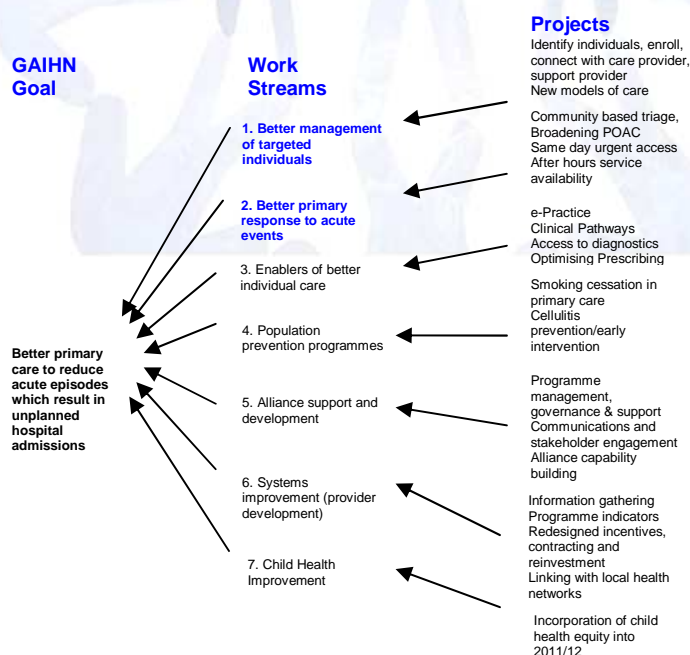 GAIHN
Goal
Better primary
care to reduce
acute episodes
which result in
unplanned
hospital
admissions
Work
Streams
1. Better management
of targeted
individuals
2. Better primary
response to acute
events
3. Enablers of better
individual care
4. Population
prevention programmes
5. Alliance support and
development
6. Systems
improvement (provider
development)
7. Child Health
Improvement
Projects
Identify individuals, enroll,
connect with care provider,
support provider
New models of care
Community based triage,
Broadening POAC
Same day urgent access
After hours service
availability
e-Practice
Clinical Pathways
Access to diagnostics
Optimising Prescribing
Smoking cessation in
primary care
Cellulitis
prevention/early
intervention
Programme
management,
governance & support
Communications and
stakeholder engagement
Alliance capability
building
Information gathering
Programme indicators
Redesigned incentives,
contracting and
reinvestment
Linking with local health
networks
Incorporation of child
health equity into
2011/12